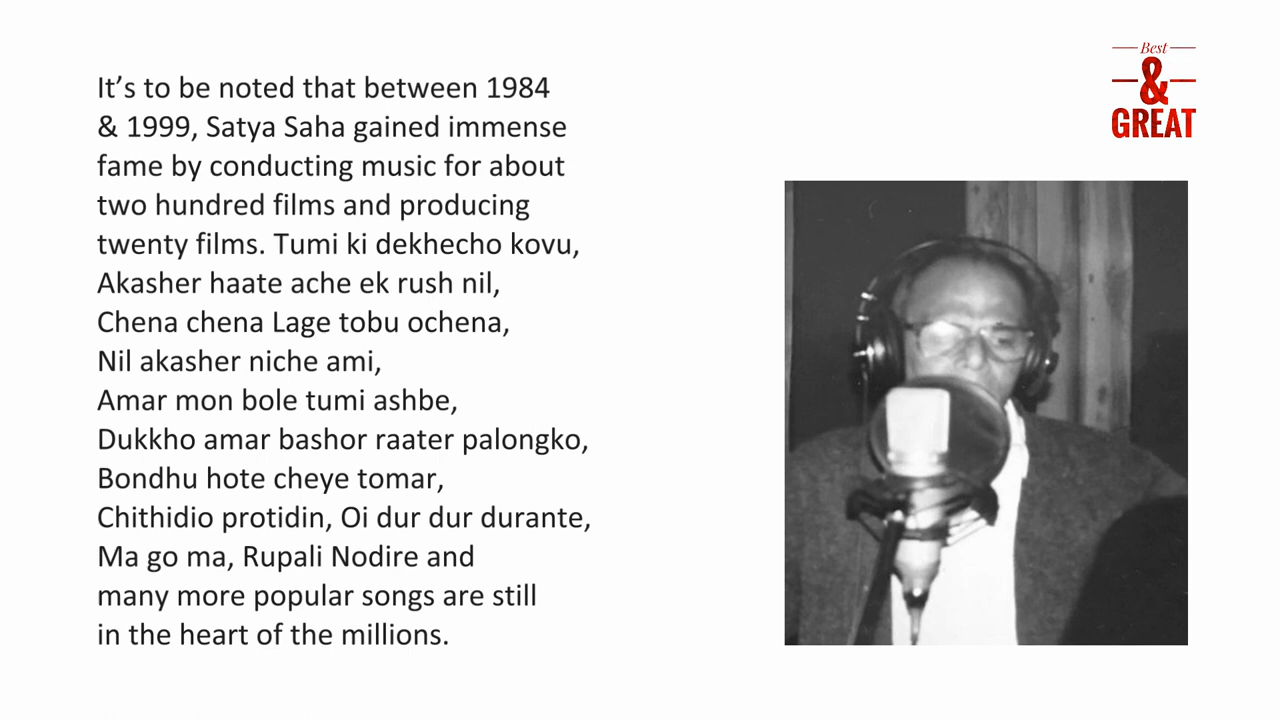 It’s to be noted that between 1984
& 1999, Satya Saha gained immense
fame by conducting music for about
two hundred films and producing
twenty films. Tumi ki dekhecho kovu,
Akasher haate ache ek rush nil,
Chena chena Lage tobu ochena,
Nil akasher niche ami,
Amar mon bole tumi ashbe,
Dukkho amar bashor raater palongko,
Bondhu hote cheye tomar,
Chithidio protidin, Oi dur dur durante,
Ma go ma, Rupali Nodire and
many more popular songs are still
in the heart of the millions.
Best
&
GREAT